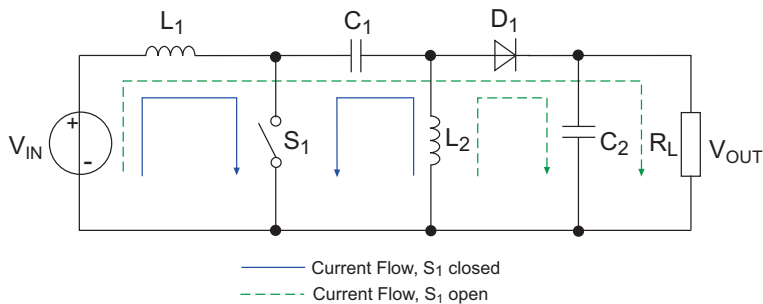 L1
C1
D1
+
-
VIN
S1
L2
C2
RL
VOUT
Current Flow, S1 closed
Current Flow, S1 open